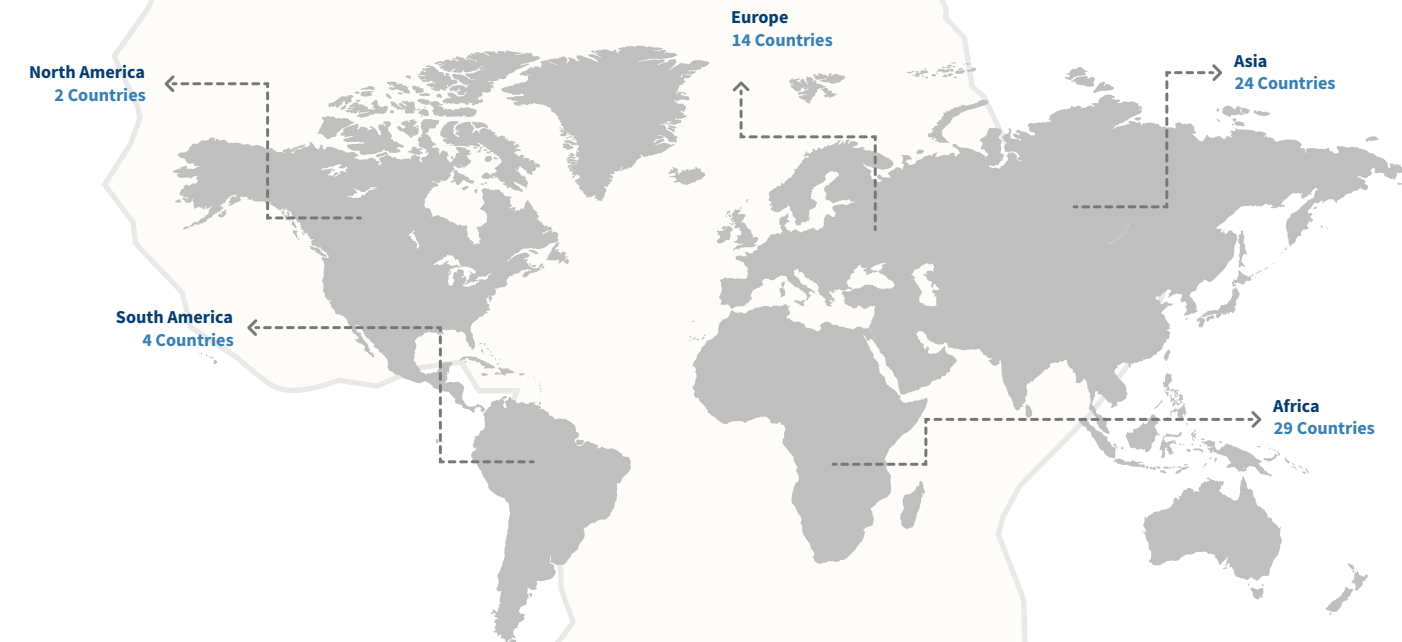 Europe
14 Countries
North America
2 Countries
Asia
24 Countries
South America
4 Countries
Africa
29 Countries